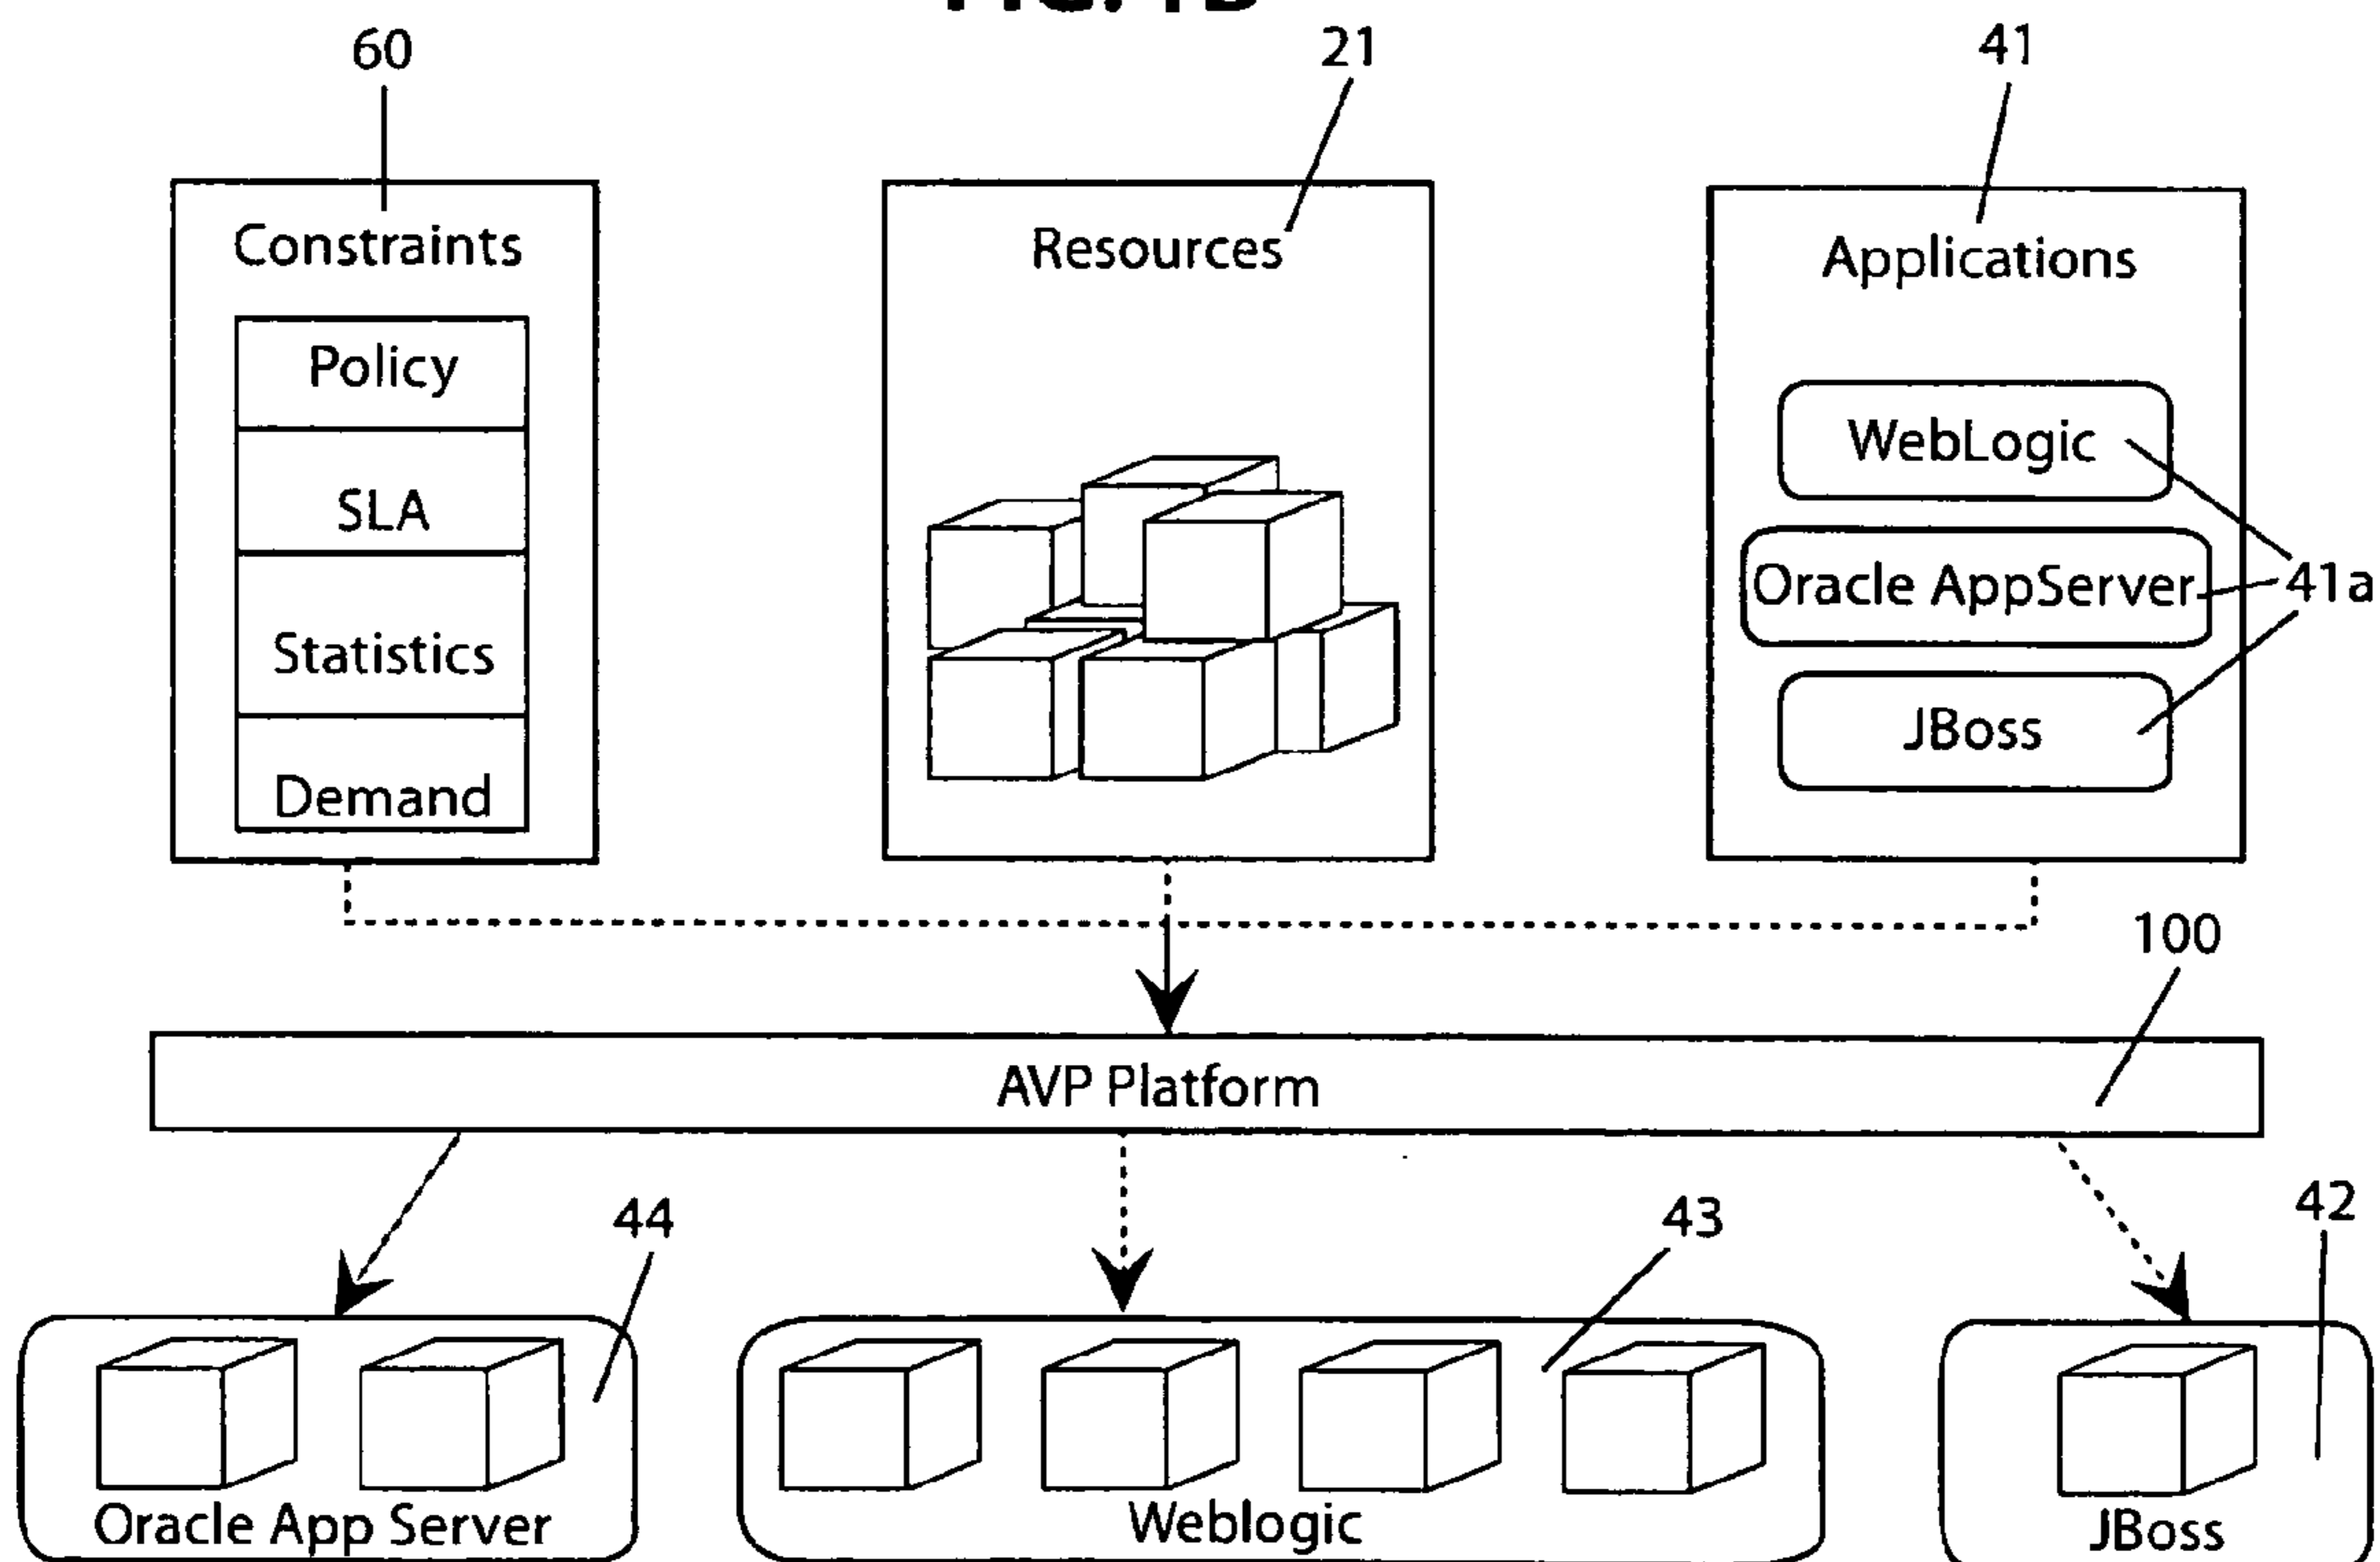 60
21
41
Constraints
Resources
Applications
Policy
SLA
Statistics
Demand
WebLogic
Oracle AppServer
JBoss
41a
100
AVP Platform
44
43
42
Oracle App Server
Weblogic
JBoss